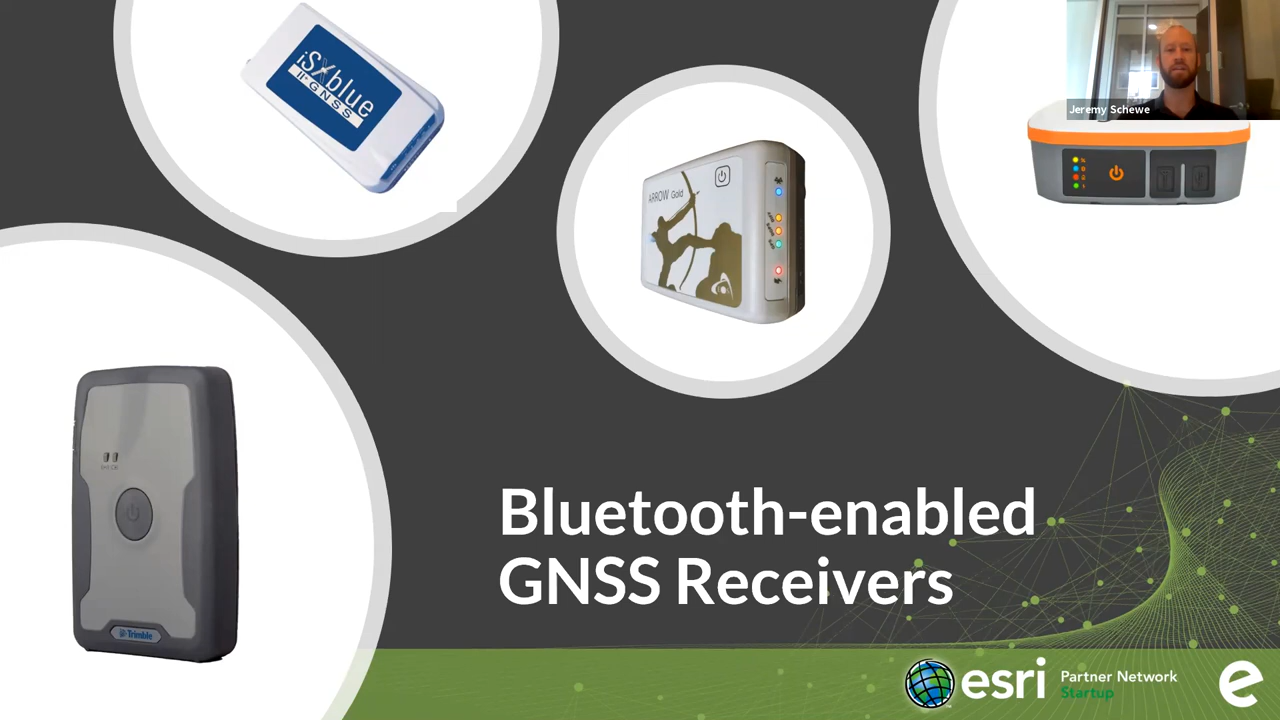 iSXblue
II+ GNSS
Jeremy Schewe
ARROW Gold
Bluetooth-enabled
GNSS Receivers
Trimble
esri Partner Network
Startup
e